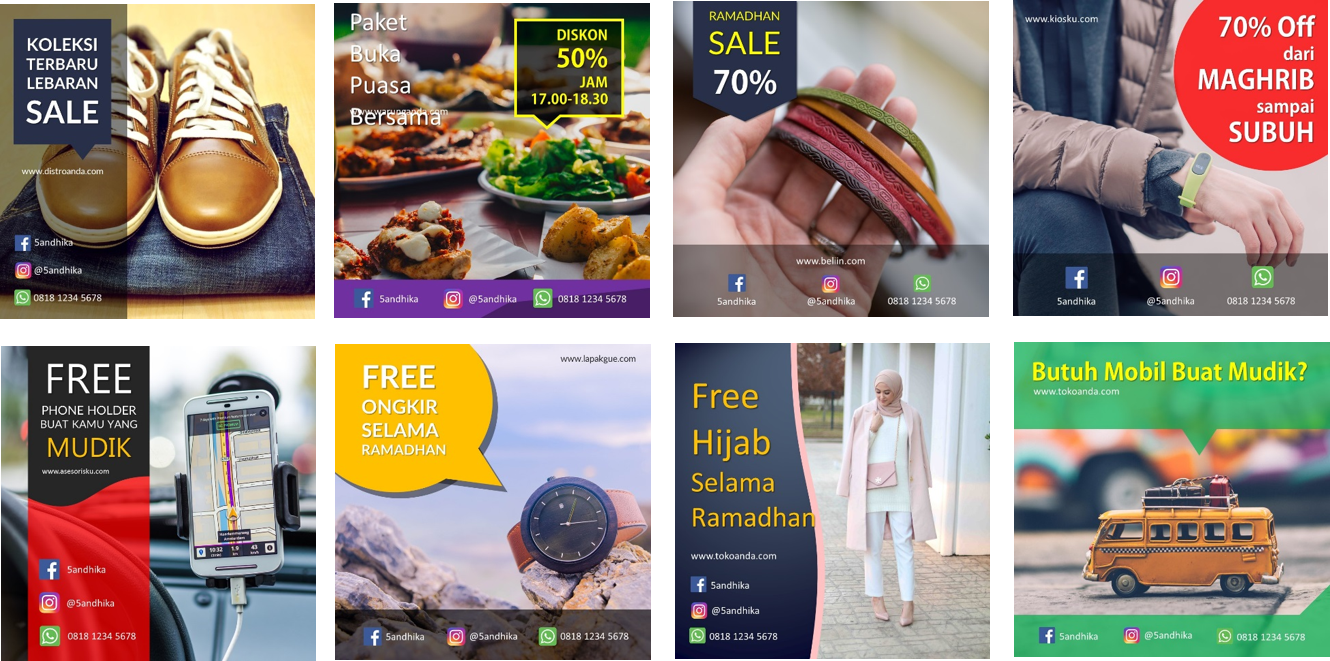 KOLEKSI
TERBARU
LEBARAN
SALE
www.distroanda.com
5andhika
@5andhika
0818 1234 5678
Paket
Buka
Puasa
www.warunganda.com
Bersama
DISKON
50%
JAM
17.00-18.30
5andhika
@5andhika
0818 1234 5678
RAMADHAN
SALE
70%
www.beliin.com
5andhika
@5andhika
0818 1234 5678
www.kiosku.com
70% Off
dari
MAGHRIB
sampai
SUBUH
5andhika
@5andhika
0818 1234 5678
FREE
PHONE HOLDER
BUAT KAMU YANG
MUDIK
www.asesorisku.com
5andhika
@5andhika
0818 1234 5678
www.lapakgue.com
FREE
ONGKIR
SELAMA
RAMADHAN
5andhika
@5andhika
0818 1234 5678
Free
Hijab
Selama
Ramadhan
www.tokoanda.com
5andhika
@5andhika
0818 1234 5678
Butuh Mobil Buat Mudik?
www.tokoanda.com
5andhika
@5andhika
0818 1234 5678